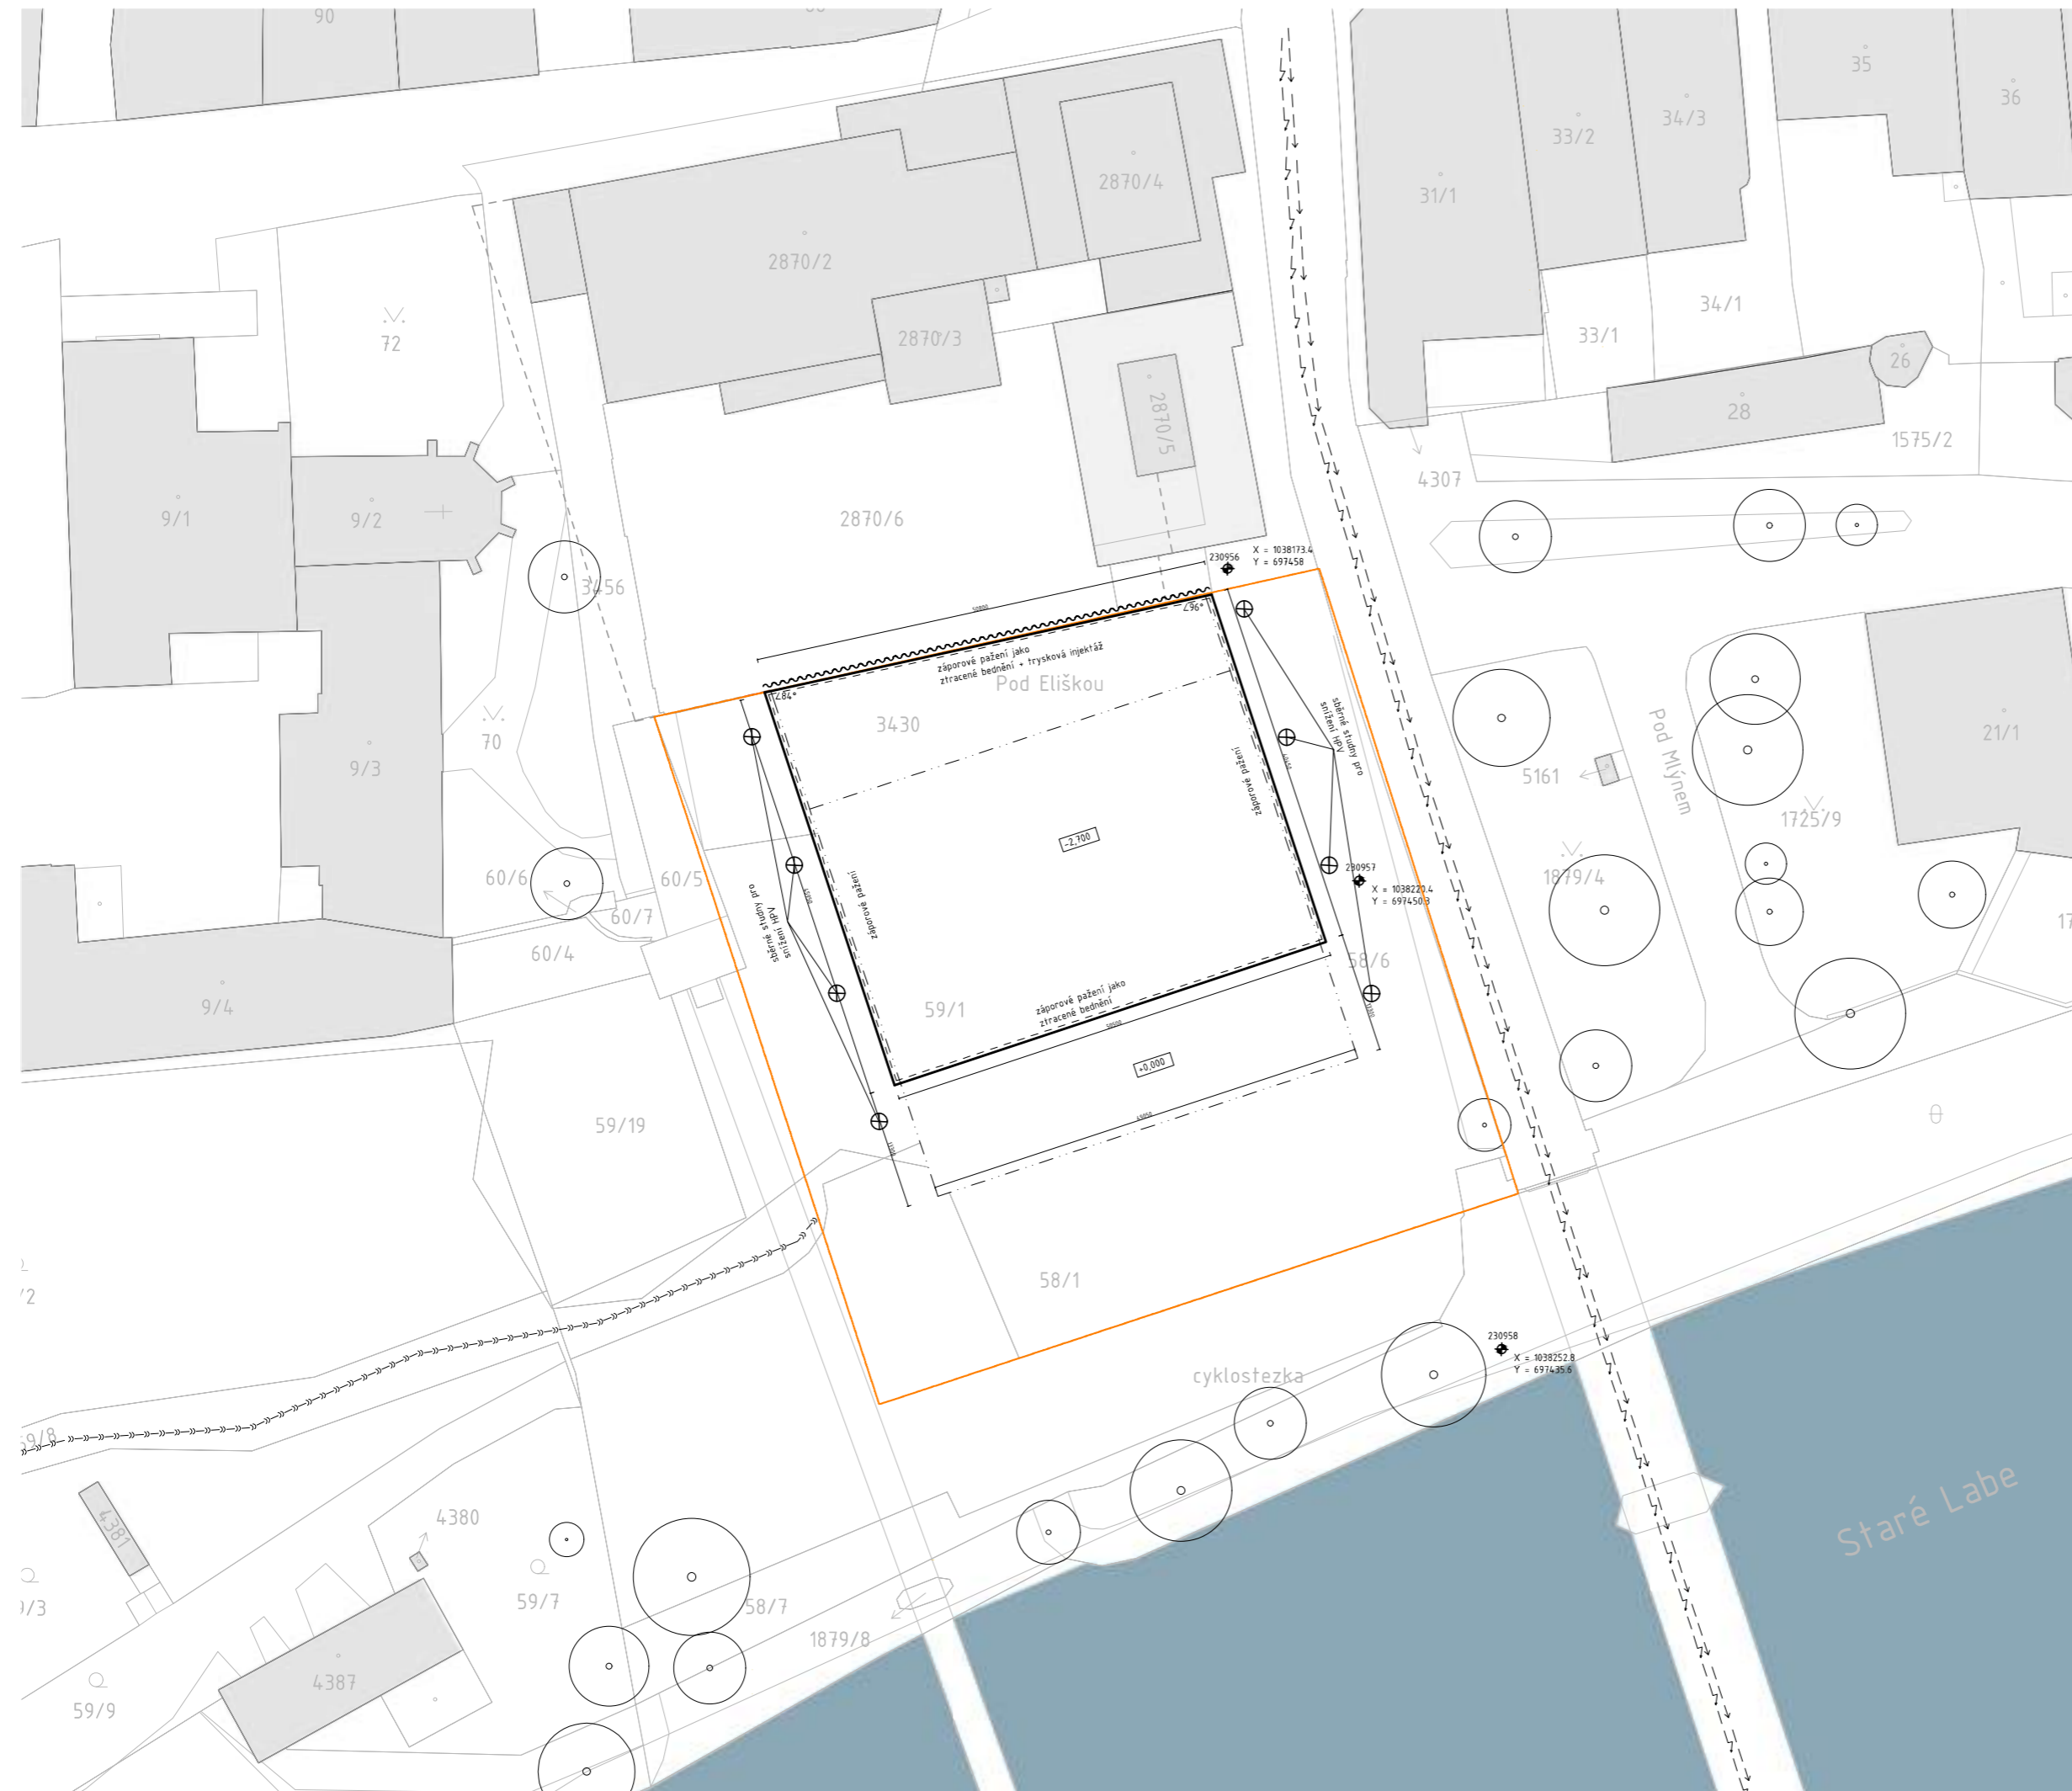 90
35
36
33/2
34/3
2870/4
31/1
2870/2
34/1
33/1
2870/3
72
26
28
2870/5
1575/2
4307
9/1
9/2
2870/6
230956
X = 1038173.4
Y = 697458
3456
50800
∠96°
záporové pažení jako
ztracené bednění + trysková injektáž
Pod Eliškou
∠84°
3430
sběrné studny pro
snížení HPV
Pod Mlýnem
70
9/3
21/1
5161
záporové pažení
1725/9
-2,700
230957
X = 1038220.4
Y = 697450.3
60/6
60/5
1879/4
60/7
sběrné studny pro
snížení HPV
záporové pažení
60/4
58/6
9/4
59/1
záporové pažení jako
ztracené bednění
+0,000
59/19
58/1
230958
X = 1038252.8
Y = 697435.6
cyklostezka
59/8
Staré Labe
4381
4380
59/7
58/7
1879/8
4387
59/9